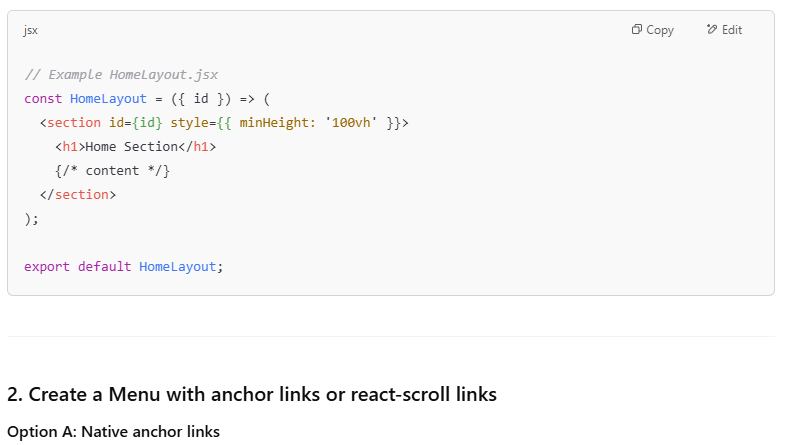 jsx Copy Edit
// Example HomeLayout.jsx
const HomeLayout = ({ id }) => (
  <section id={id} style={{ minHeight: '100vh' }}>
    <h1>Home Section</h1>
    {/* content */}
  </section>
);
export default HomeLayout;
2. Create a Menu with anchor links or react-scroll links
Option A: Native anchor links